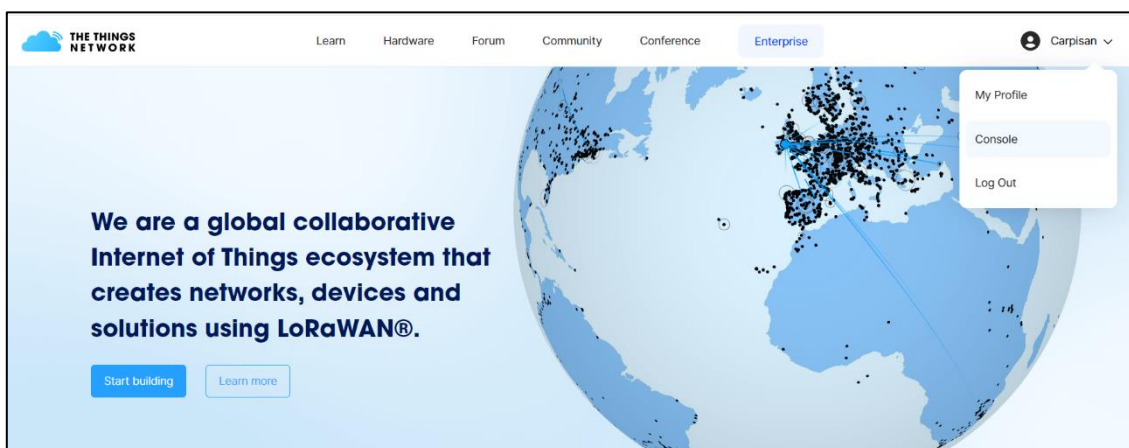 THE THINGS
NETWORK
Learn Hardware Forum Community Conference Enterprise Carpisan
My Profile
Console
Log Out
We are a global collaborative
Internet of Things ecosystem that
creates networks, devices and
solutions using LoRaWAN®.
Start building Learn more